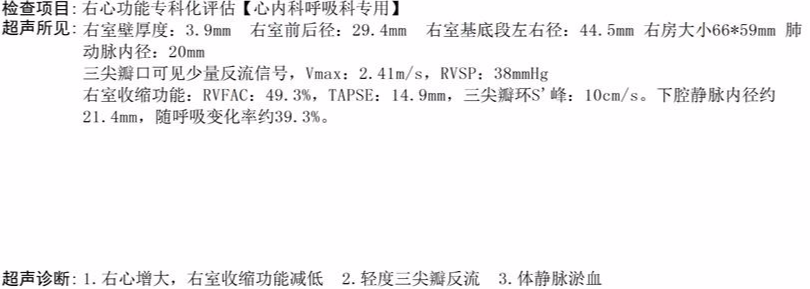 检查项目:右心功能专科化评估【心内科呼吸科专用】
超声所见:右室壁厚度: 3.9mm 右室前后径: 29.4mm 右室基底段左右径: 44.5mm 右房大小66*59mm 肺
动脉内径: 20mm
三尖瓣口可见少量反流信号, Vmax: 2.41m/s, RVSP: 38mmHg
右室收缩功能: RVFAC: 49.3%, TAPSE: 14.9mm, 三尖瓣环S'峰: 10cm/s。下腔静脉内径约
21.4mm, 随呼吸变化率约39.3%。
超声诊断: 1.右心增大, 右室收缩功能减低 2.轻度三尖瓣反流 3.体静脉淤血